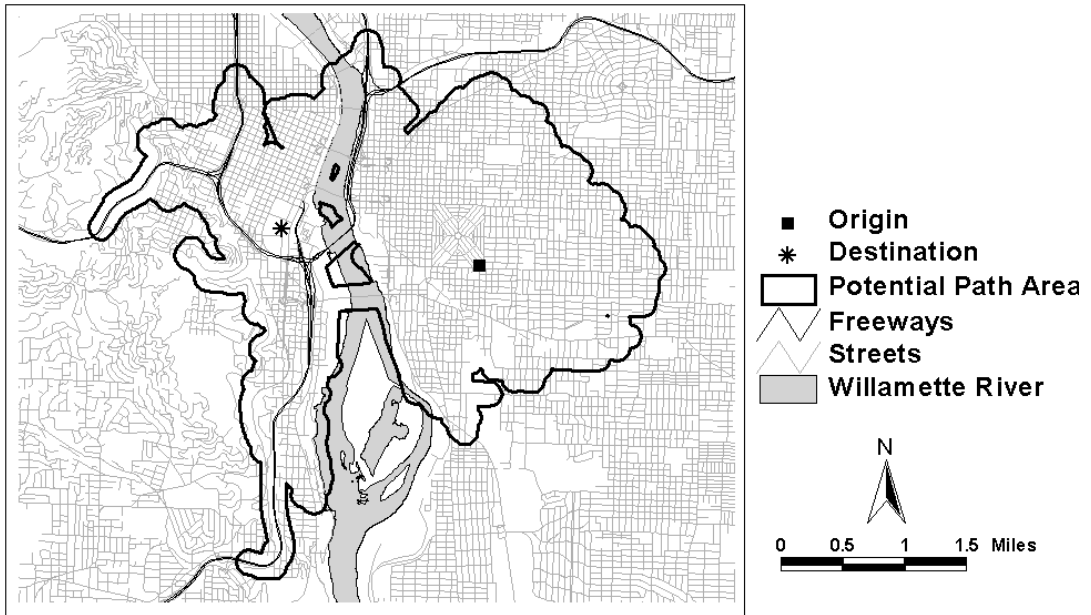 Origin
Destination
Potential Path Area
Freeways
Streets
Willamette River
N
0 0.5 1 1.5 Miles